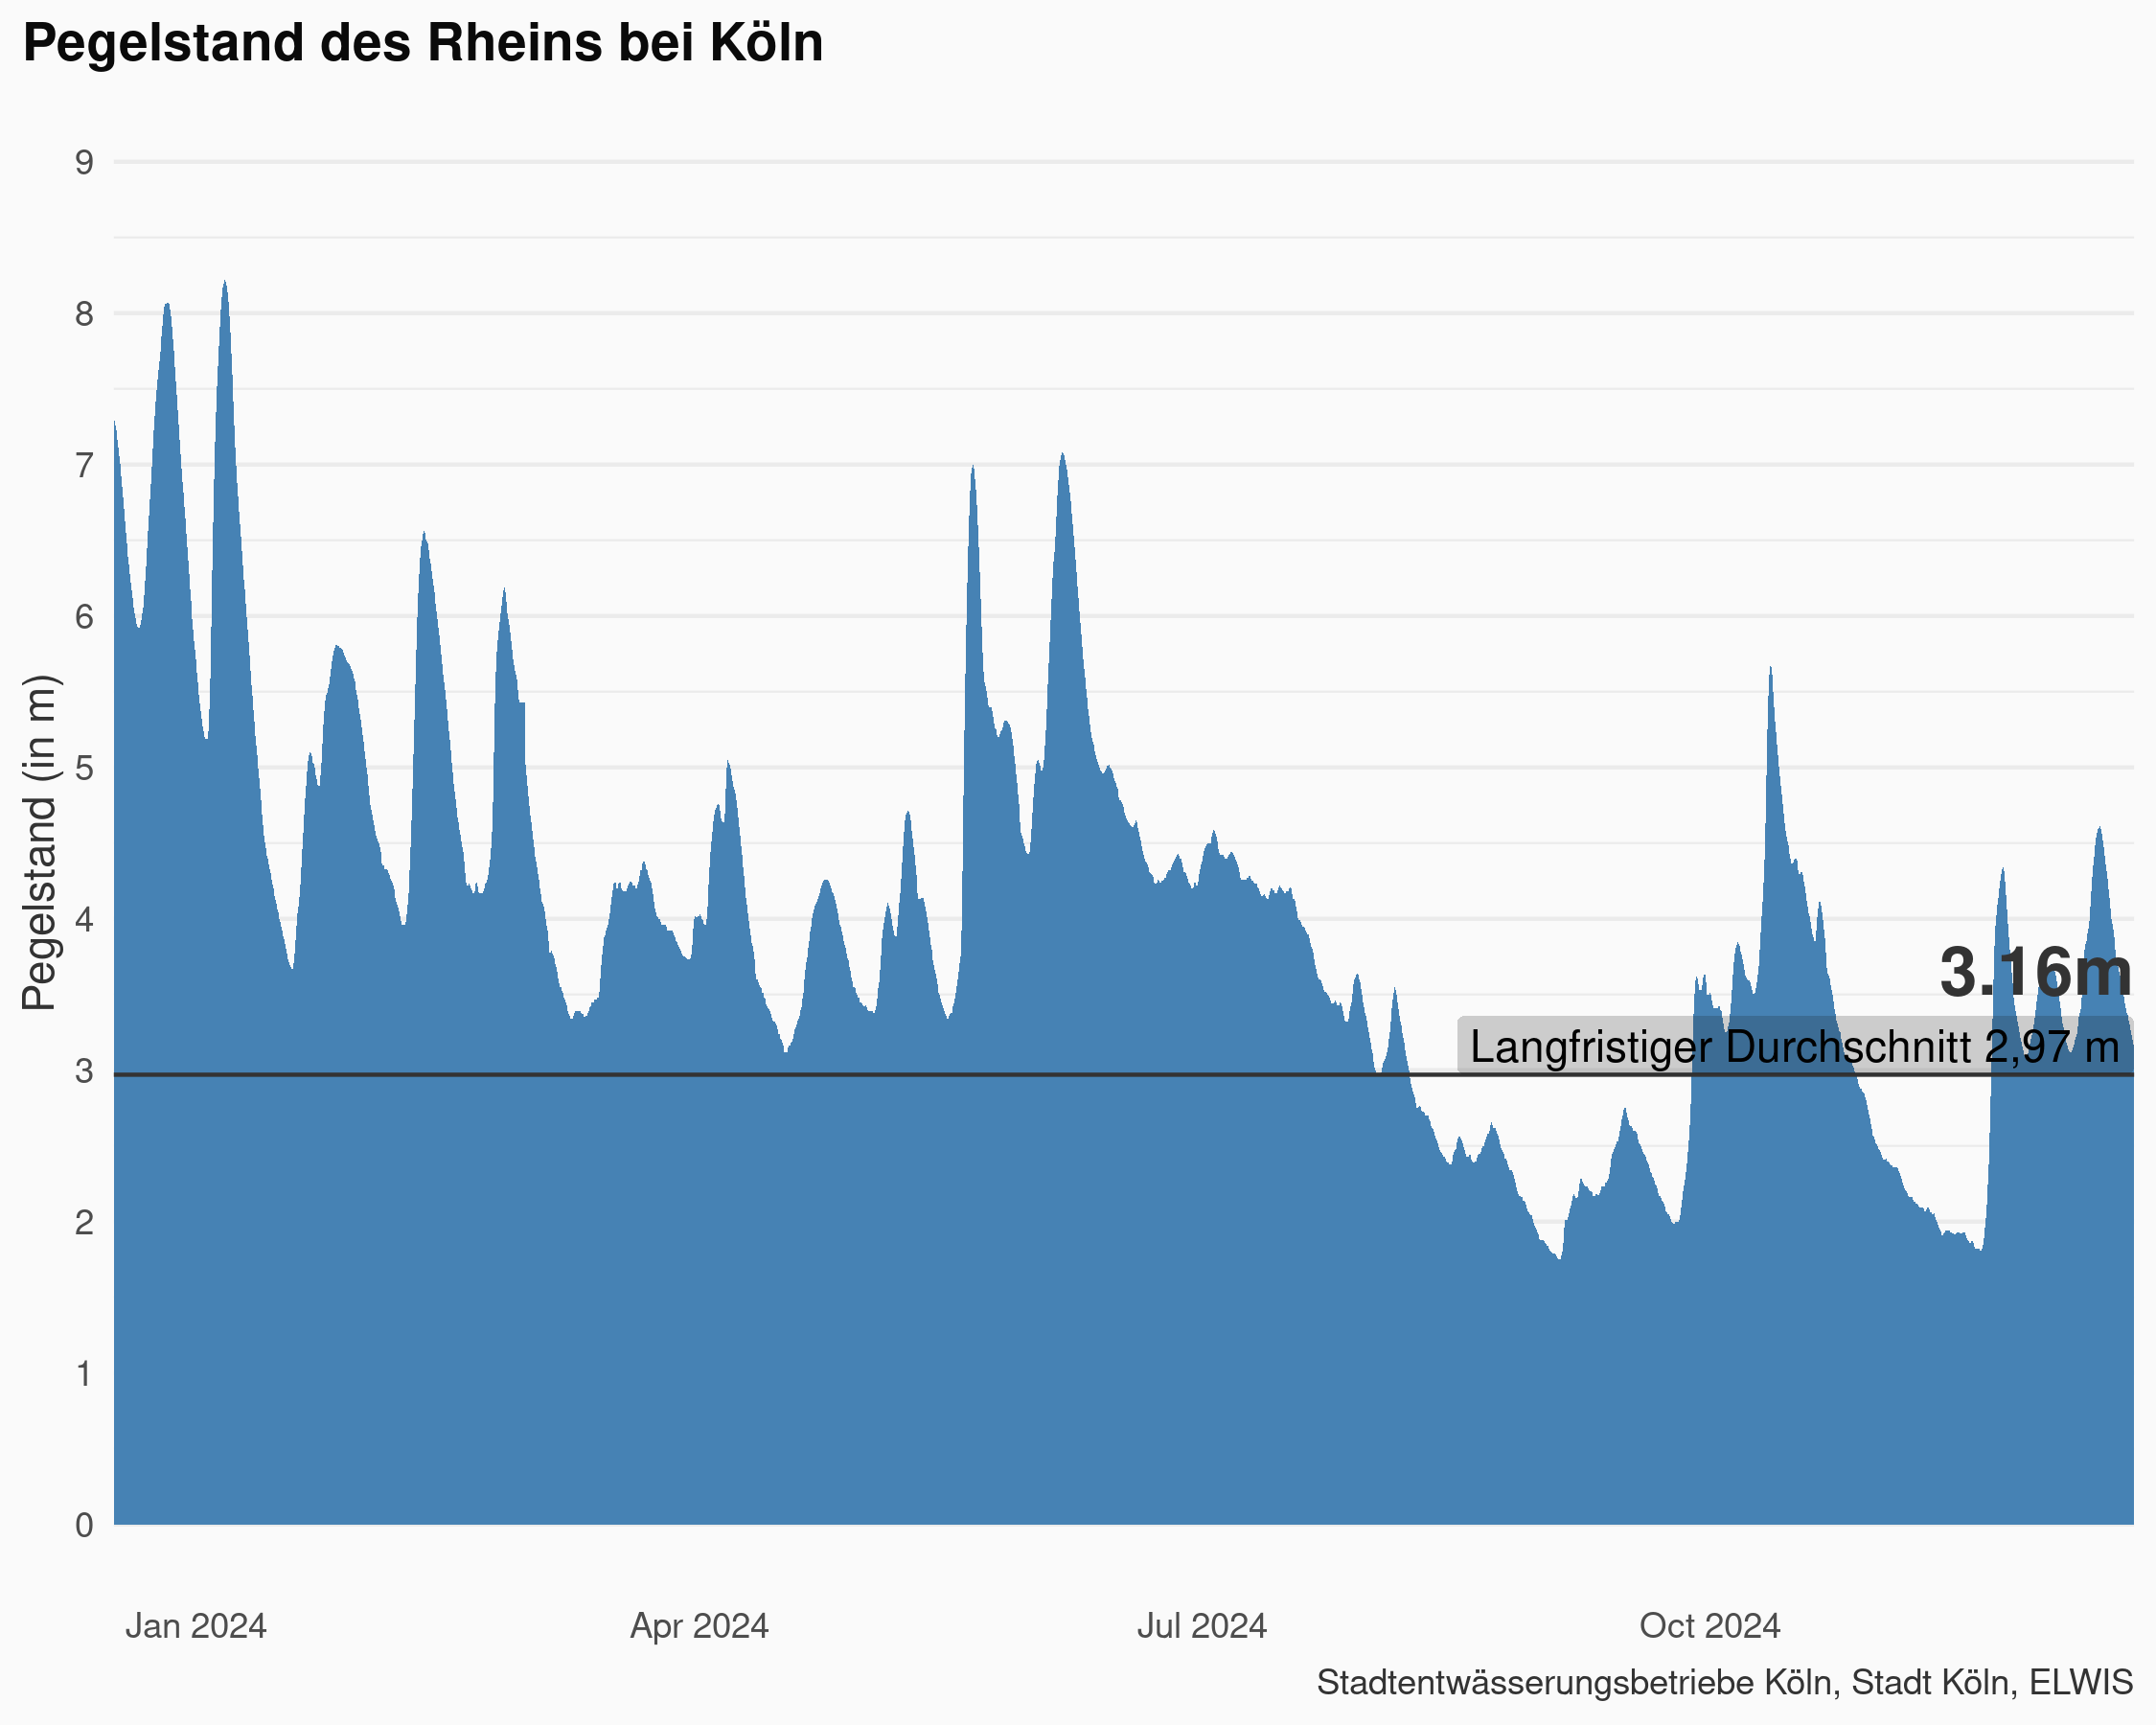 Pegelstand des Rheins bei Köln
9
8
7
6
5
4
3
2
1
0
Pegelstand (in m)
3.16m
Langfristiger Durchschnitt 2,97 m
Jan 2024
Apr 2024
Jul 2024
Oct 2024
Stadtentwässerungsbetriebe Köln, Stadt Köln, ELWIS